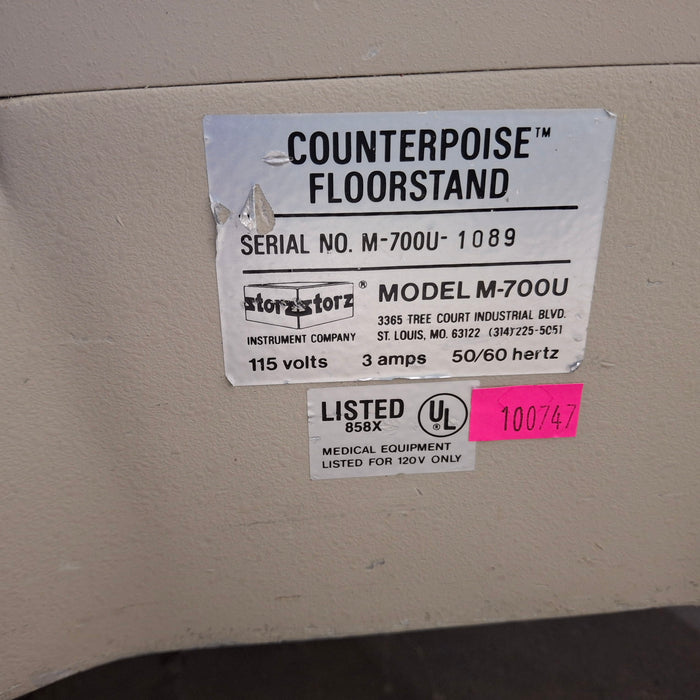 COUNTERPOISE™
FLOORSTAND
SERIAL NO. M-700U- 1089
storz storz ®
INSTRUMENT COMPANY
MODEL M-700U
3365 TREE COURT INDUSTRIAL BLVD.
ST. LOUIS, MO. 63122 (314) 225-5051
115 volts 3 amps 50/60 hertz
LISTED
858X
UL ®
MEDICAL EQUIPMENT
LISTED FOR 120V ONLY
100747